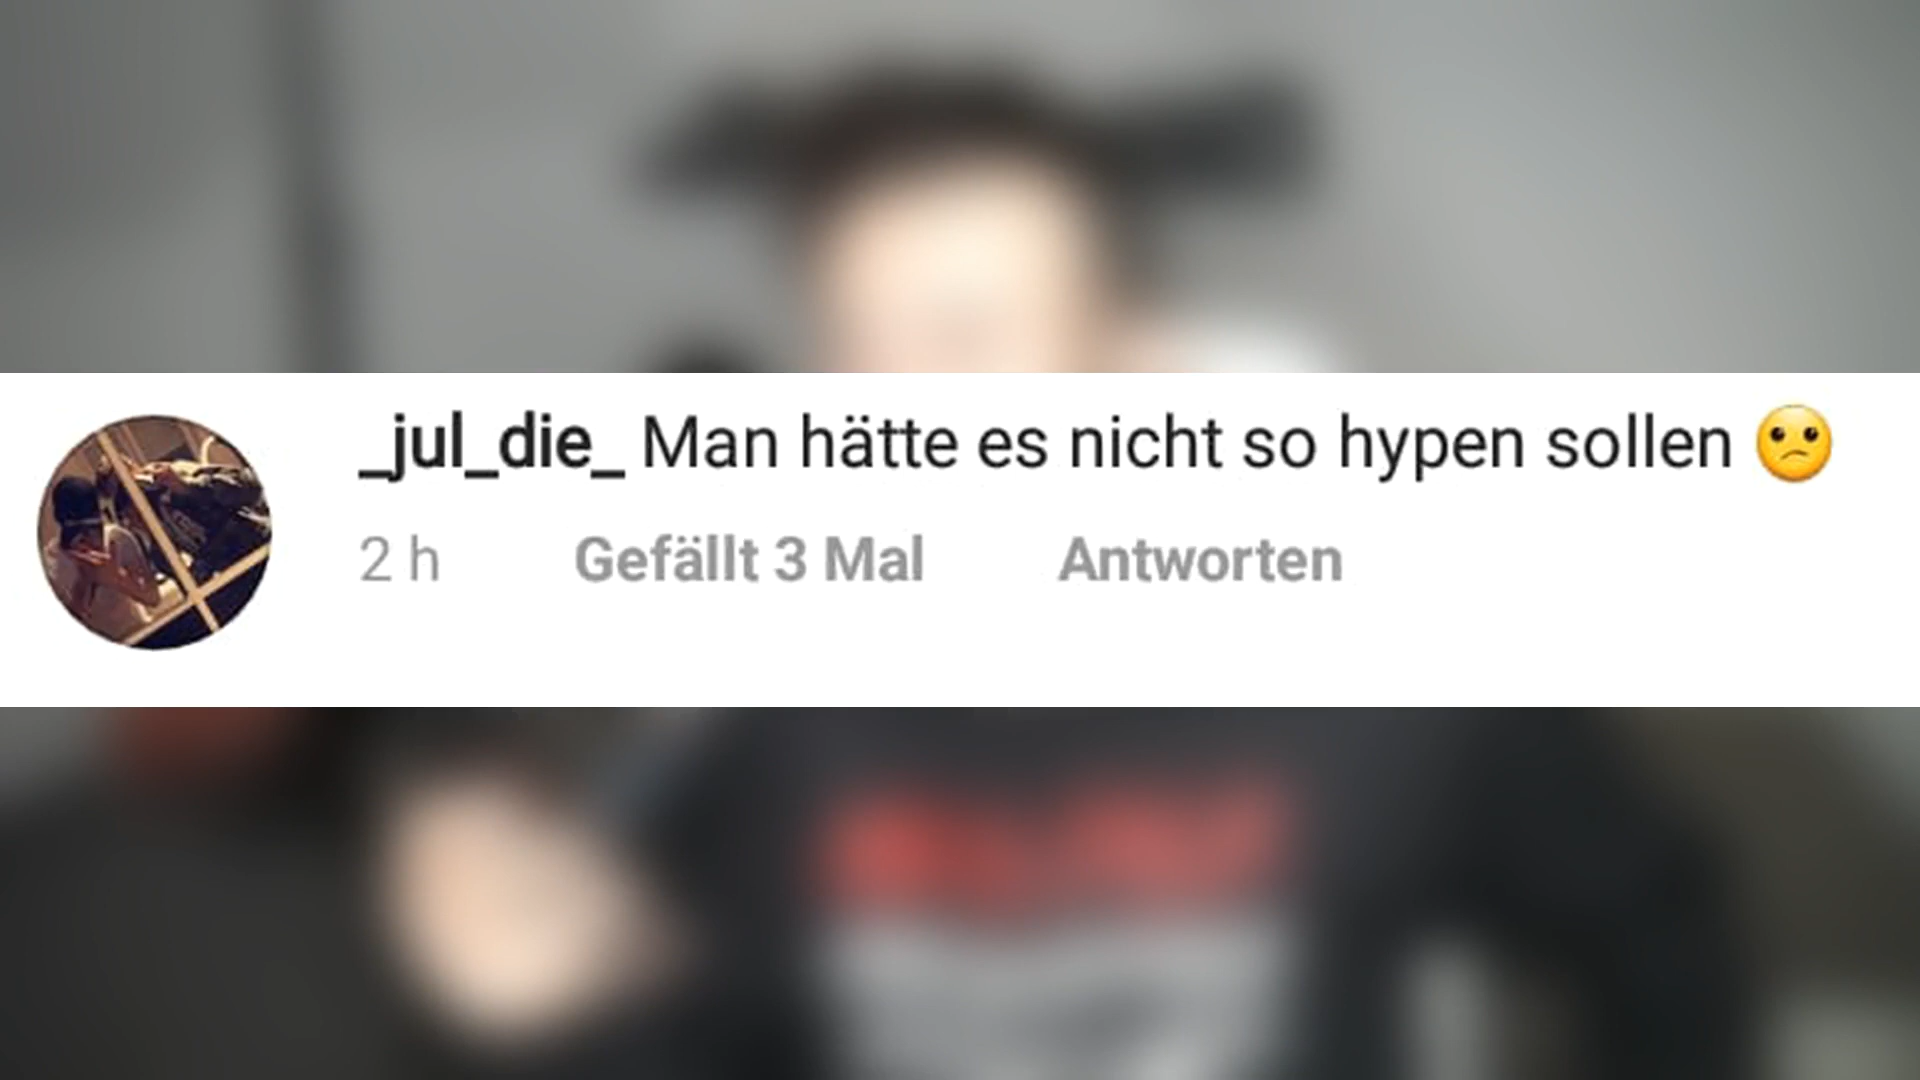 _jul_die_ Man hätte es nicht so hypen sollen 😕
2 h Gefällt 3 Mal Antworten